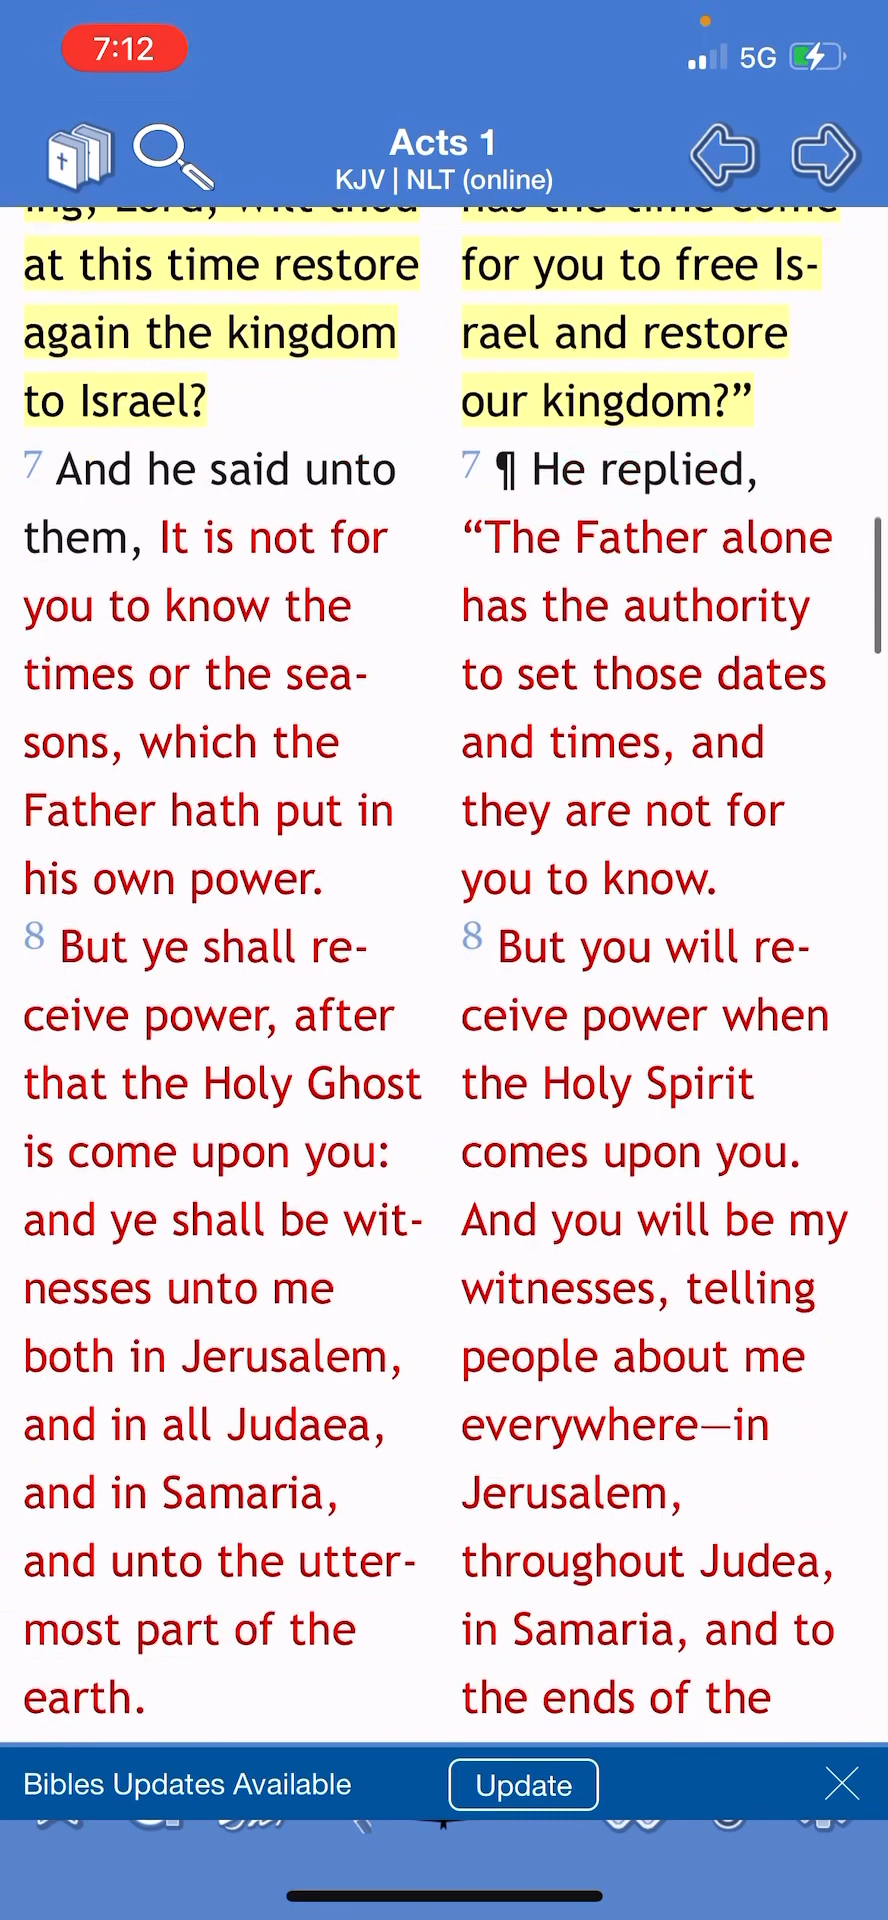 7:12
5G
Acts 1
KJV | NLT (online)
ing, Lord, wilt thou
at this time restore
again the kingdom
to Israel?
7 And he said unto
them, It is not for
you to know the
times or the sea-
sons, which the
Father hath put in
his own power.
8 But ye shall re-
ceive power, after
that the Holy Ghost
is come upon you:
and ye shall be wit-
nesses unto me
both in Jerusalem,
and in all Judaea,
and in Samaria,
and unto the utter-
most part of the
earth.
has the time come
for you to free Is-
rael and restore
our kingdom?”
7 ¶ He replied,
“The Father alone
has the authority
to set those dates
and times, and
they are not for
you to know.
8 But you will re-
ceive power when
the Holy Spirit
comes upon you.
And you will be my
witnesses, telling
people about me
everywhere—in
Jerusalem,
throughout Judea,
in Samaria, and to
the ends of the
Bibles Updates Available
Update